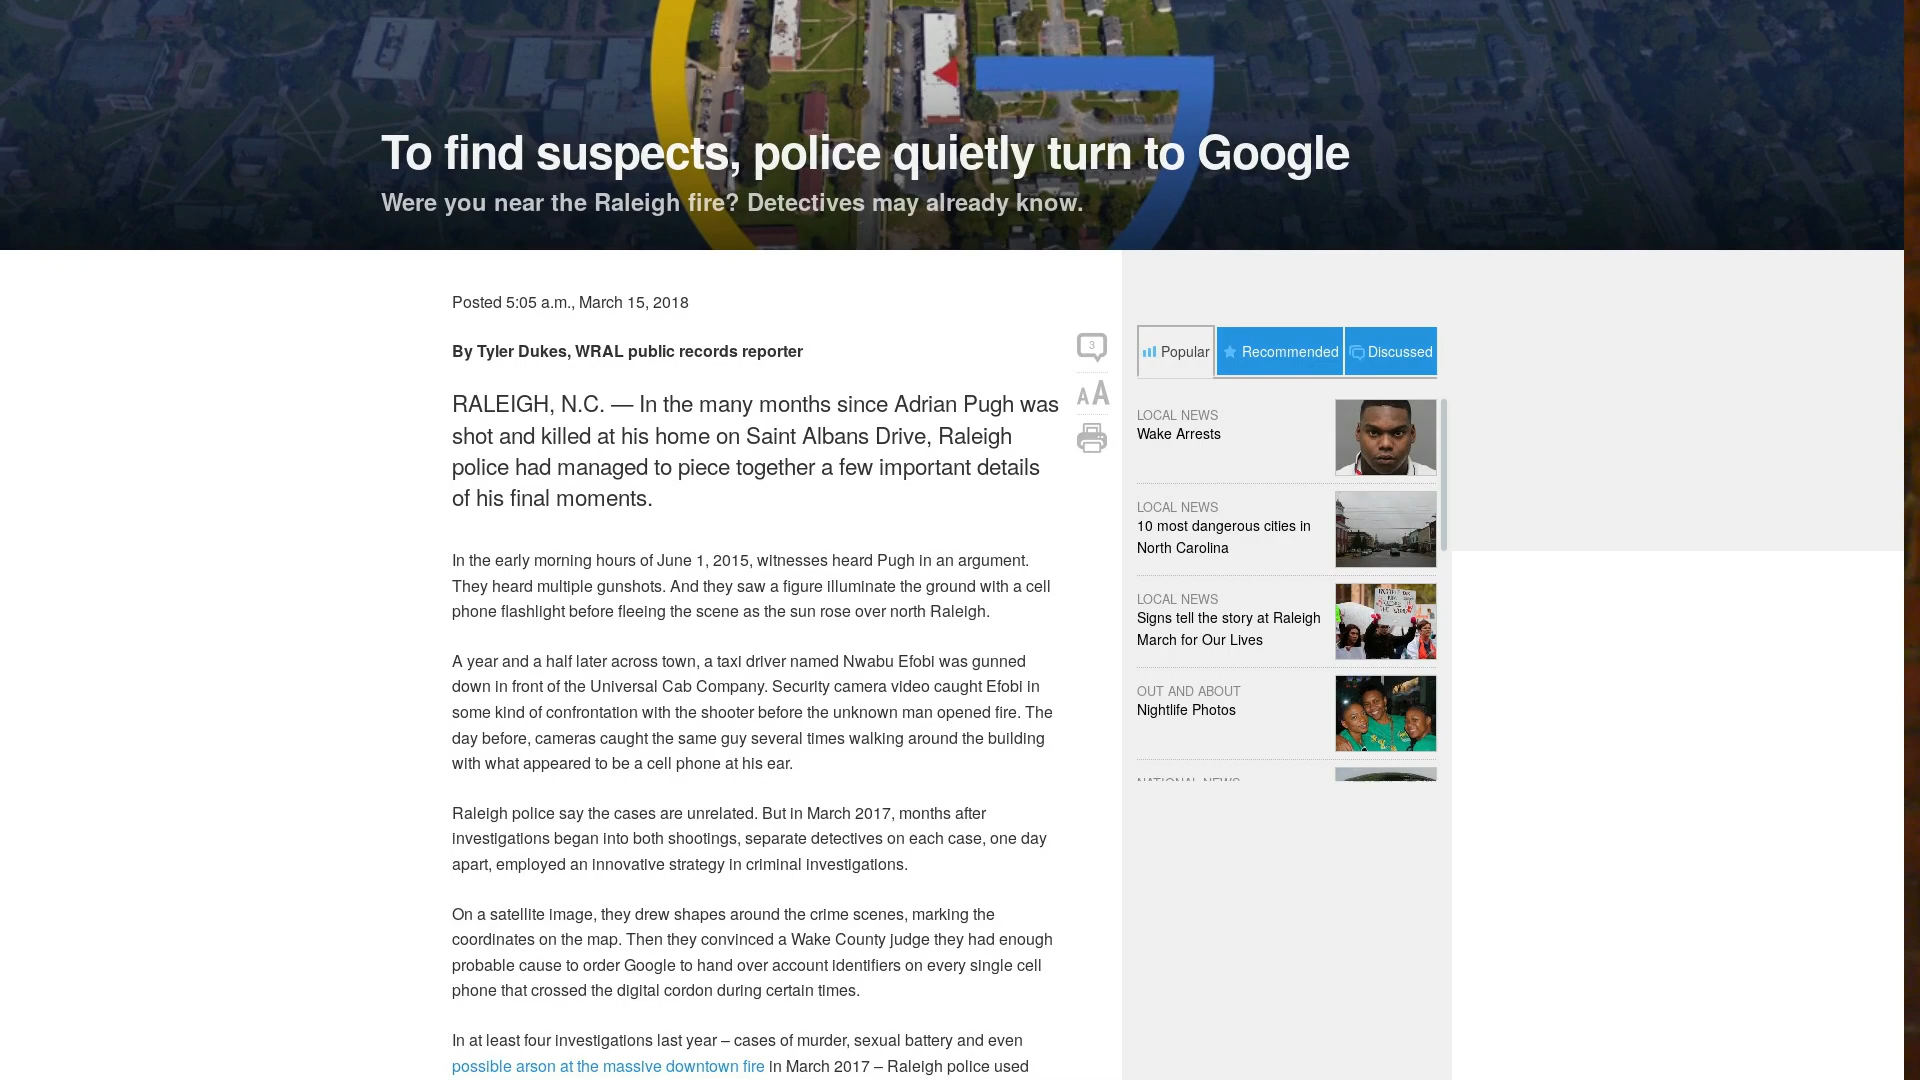 To find suspects, police quietly turn to Google
Were you near the Raleigh fire? Detectives may already know.
Posted 5:05 a.m., March 15, 2018
By Tyler Dukes, WRAL public records reporter
RALEIGH, N.C. — In the many months since Adrian Pugh was
shot and killed at his home on Saint Albans Drive, Raleigh
police had managed to piece together a few important details
of his final moments.
In the early morning hours of June 1, 2015, witnesses heard Pugh in an argument.
They heard multiple gunshots. And they saw a figure illuminate the ground with a cell
phone flashlight before fleeing the scene as the sun rose over north Raleigh.
A year and a half later across town, a taxi driver named Nwabu Efobi was gunned
down in front of the Universal Cab Company. Security camera video caught Efobi in
some kind of confrontation with the shooter before the unknown man opened fire. The
day before, cameras caught the same guy several times walking around the building
with what appeared to be a cell phone at his ear.
Raleigh police say the cases are unrelated. But in March 2017, months after
investigations began into both shootings, separate detectives on each case, one day
apart, employed an innovative strategy in criminal investigations.
On a satellite image, they drew shapes around the crime scenes, marking the
coordinates on the map. Then they convinced a Wake County judge they had enough
probable cause to order Google to hand over account identifiers on every single cell
phone that crossed the digital cordon during certain times.
In at least four investigations last year – cases of murder, sexual battery and even
possible arson at the massive downtown fire in March 2017 – Raleigh police used
3
AA
Popular
Recommended
Discussed
LOCAL NEWS
Wake Arrests
LOCAL NEWS
10 most dangerous cities in
North Carolina
LOCAL NEWS
Signs tell the story at Raleigh
March for Our Lives
OUT AND ABOUT
Nightlife Photos
NATIONAL NEWS